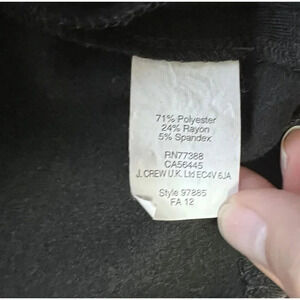 71% Polyester
24% Rayon
5% Spandex
RN77388
CA56445
J. CREW U.K. Ltd EC4V 6JA
Style 97885
FA 12